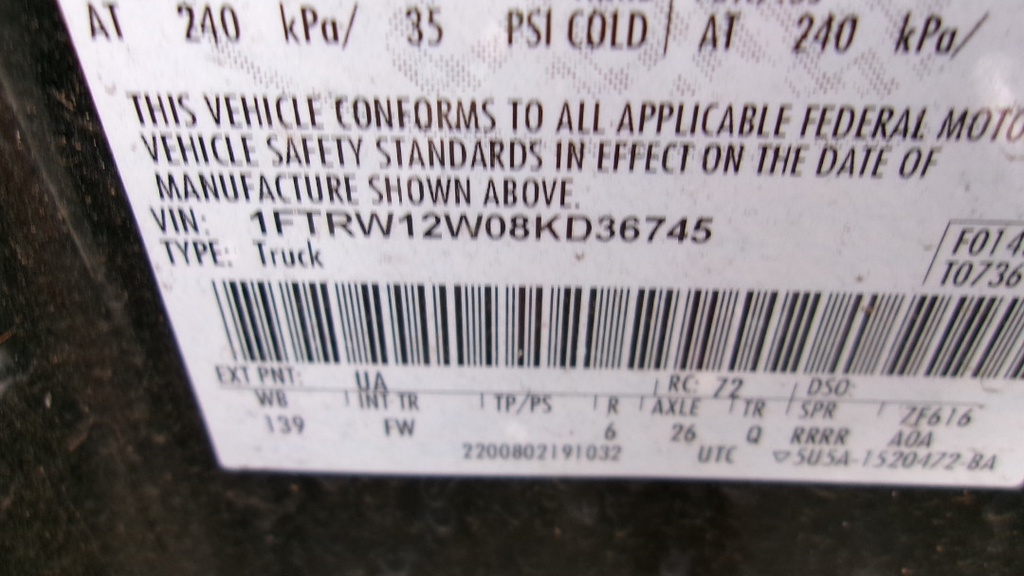 AT 240 kPa/ 35 PSI COLD AT 240 kPa/
THIS VEHICLE CONFORMS TO ALL APPLICABLE FEDERAL MOTO
VEHICLE SAFETY STANDARDS IN EFFECT ON THE DATE OF
MANUFACTURE SHOWN ABOVE.
VIN: 1FTRW12W08KD36745
TYPE: Truck
F014
T0736
EXT PNT: UA RC: 72 DSO:
WB INT TR TP/PS R AXLE TR SPR 7F616
139 FW 6 26 Q RRRR A0A
2200802191032 UTC ▽5U5A-1520472-BA